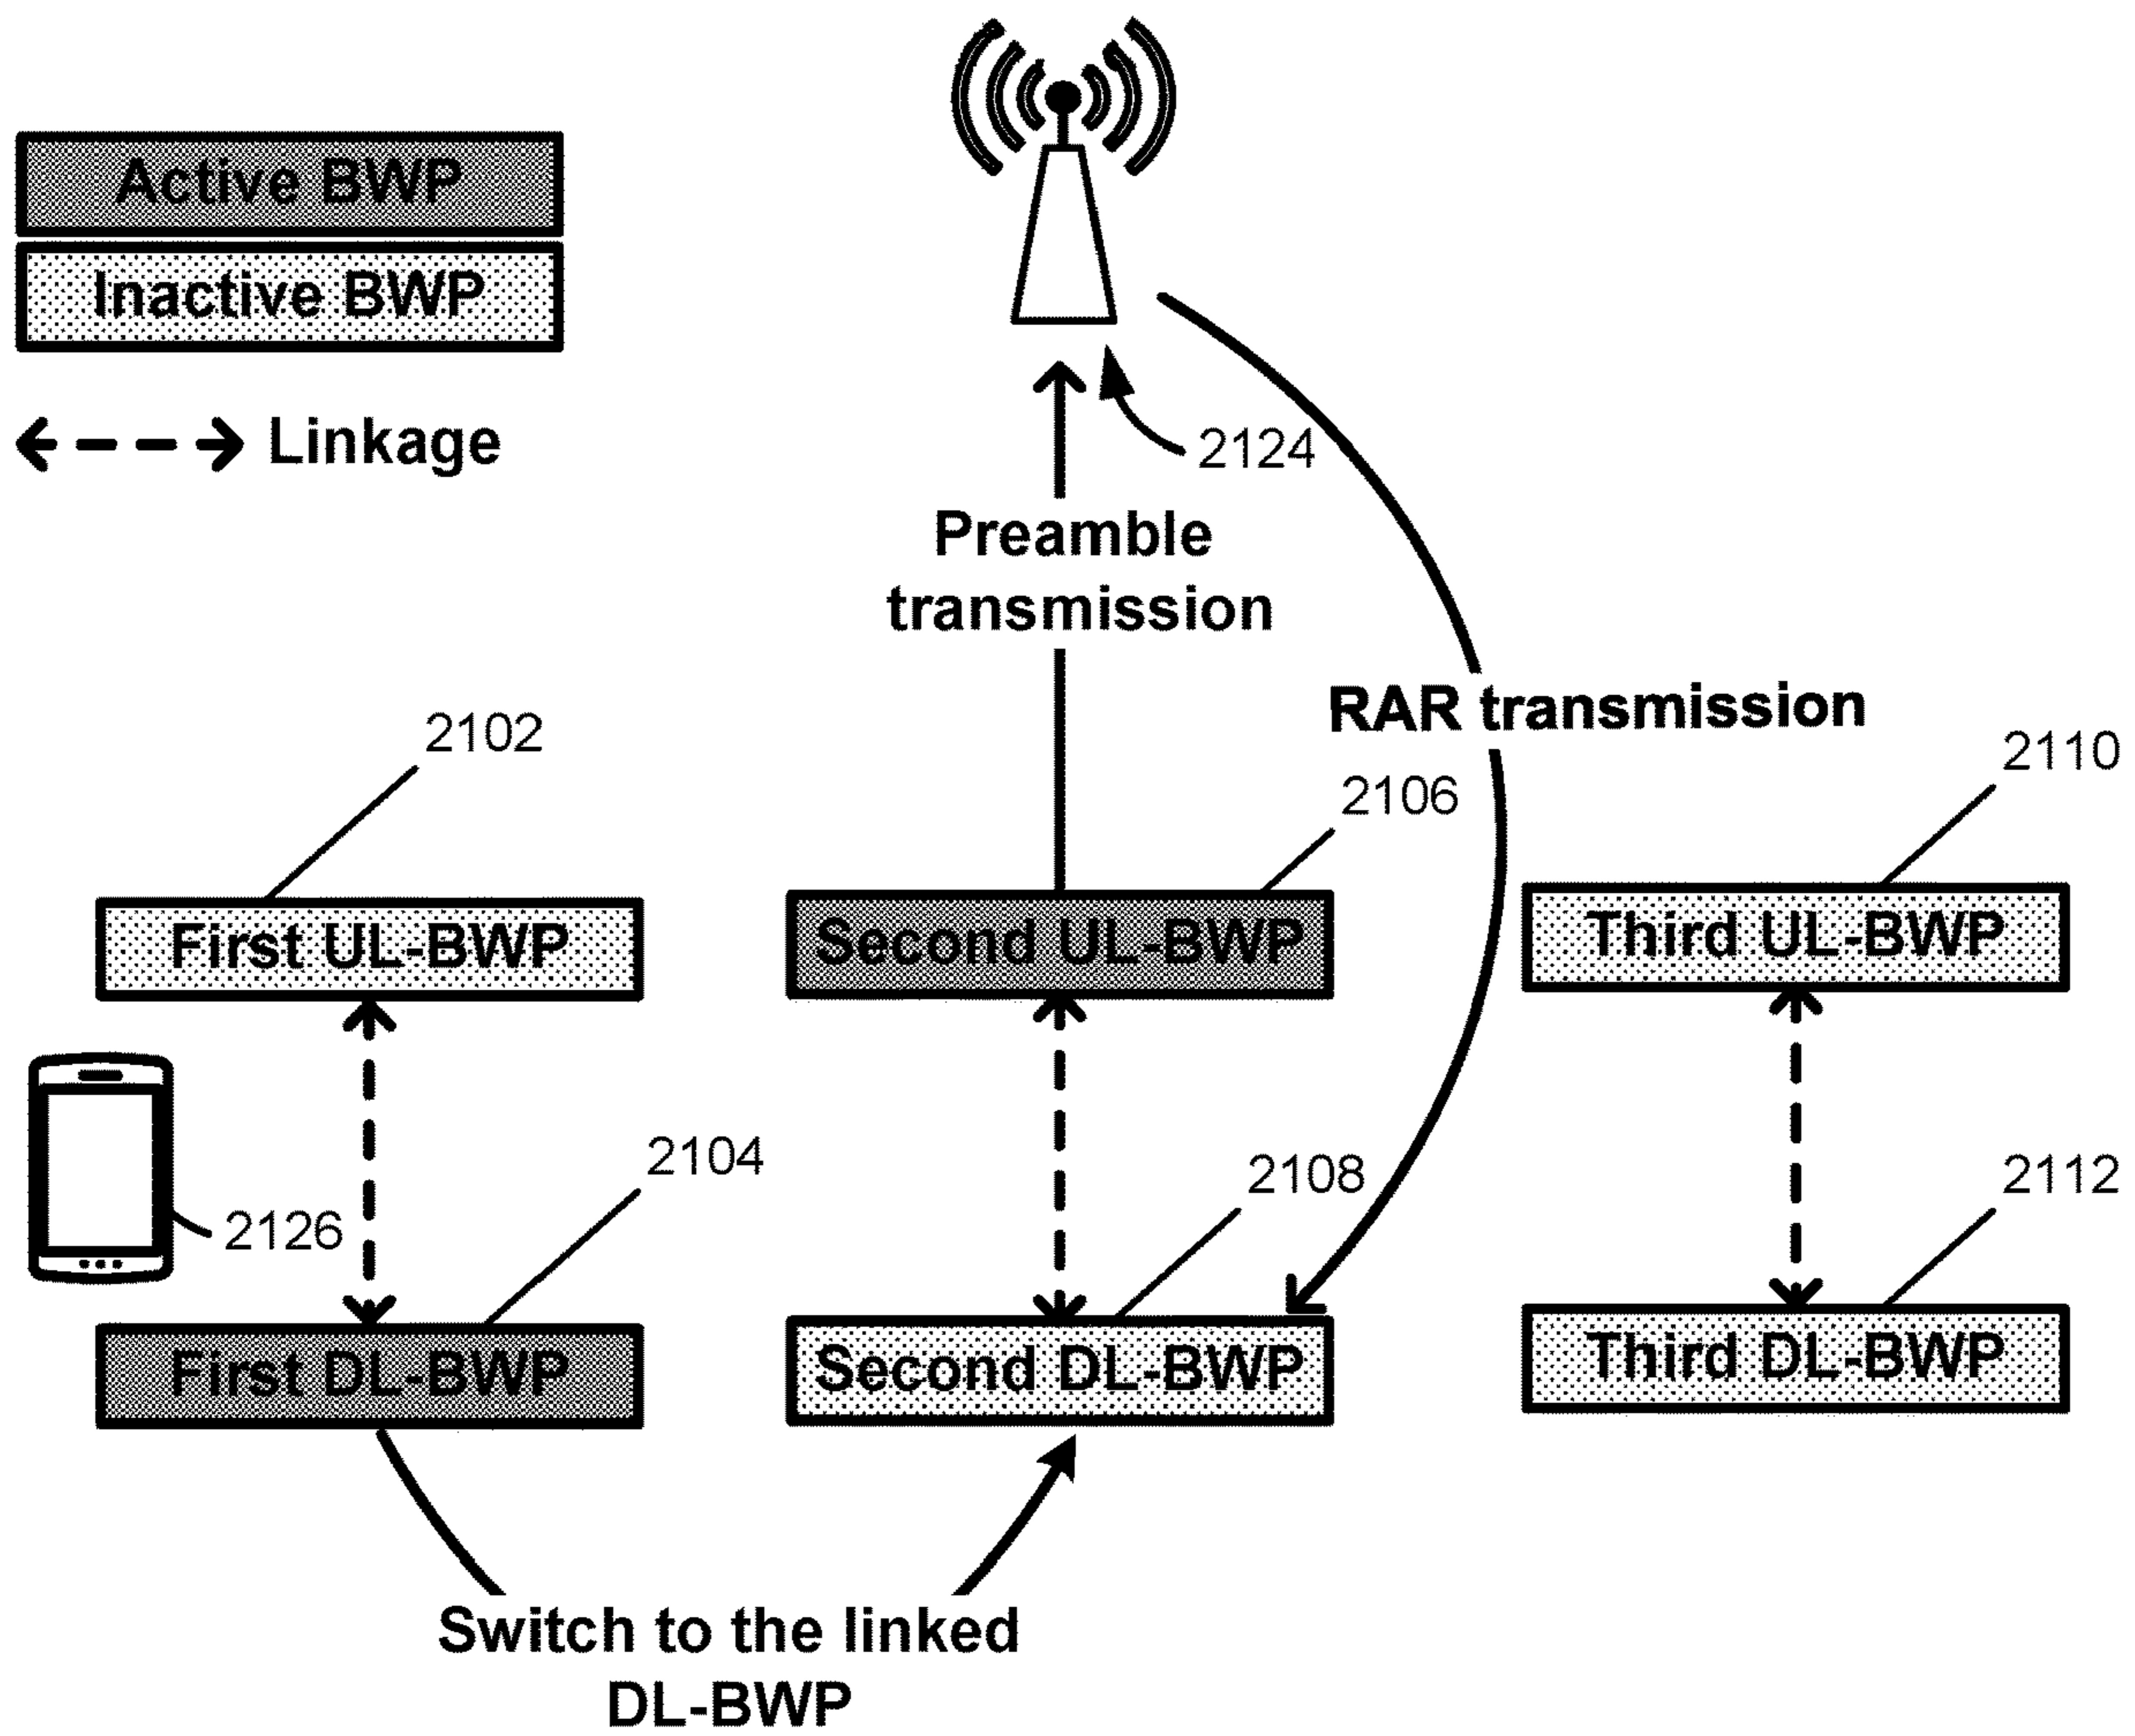 Active BWP
Inactive BWP
Linkage
2124
Preamble
transmission
RAR transmission
2102
2106
2110
First UL-BWP
Second UL-BWP
Third UL-BWP
2126
2104
2108
2112
First DL-BWP
Second DL-BWP
Third DL-BWP
Switch to the linked
DL-BWP